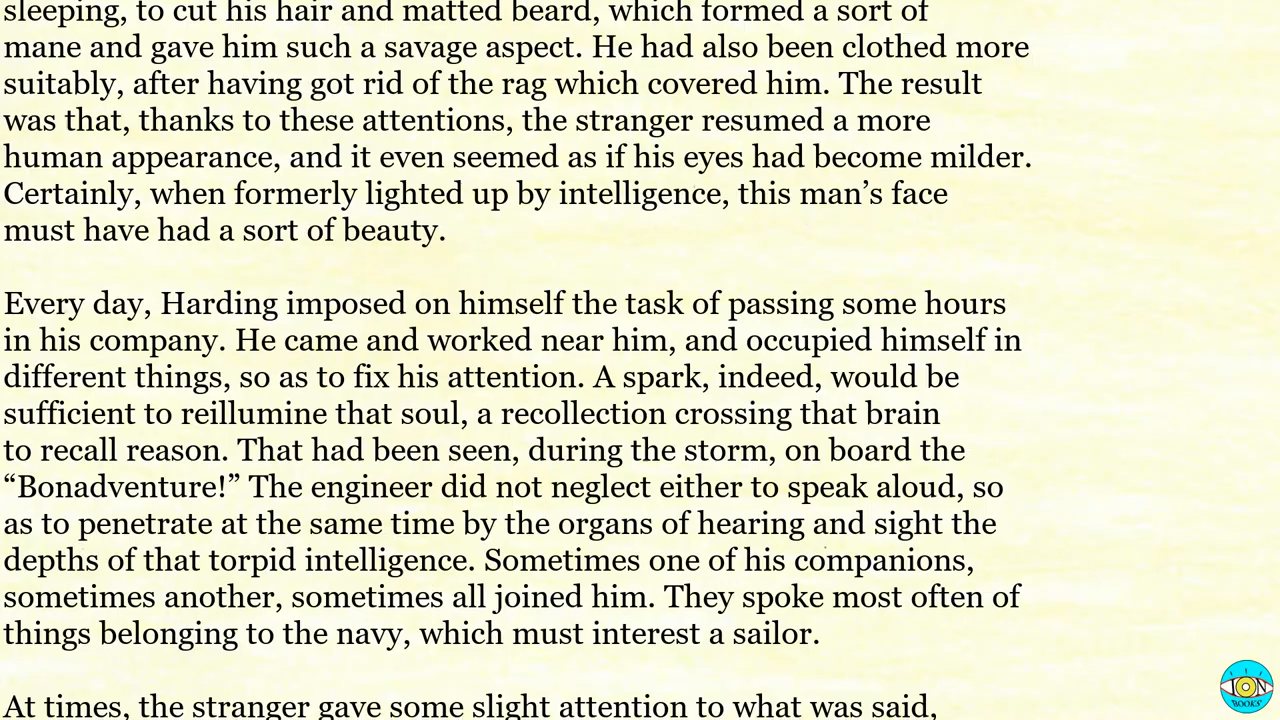 sleeping, to cut his hair and matted beard, which formed a sort of
mane and gave him such a savage aspect. He had also been clothed more
suitably, after having got rid of the rag which covered him. The result
was that, thanks to these attentions, the stranger resumed a more
human appearance, and it even seemed as if his eyes had become milder.
Certainly, when formerly lighted up by intelligence, this man’s face
must have had a sort of beauty.
Every day, Harding imposed on himself the task of passing some hours
in his company. He came and worked near him, and occupied himself in
different things, so as to fix his attention. A spark, indeed, would be
sufficient to reillumine that soul, a recollection crossing that brain
to recall reason. That had been seen, during the storm, on board the
“Bonadventure!” The engineer did not neglect either to speak aloud, so
as to penetrate at the same time by the organs of hearing and sight the
depths of that torpid intelligence. Sometimes one of his companions,
sometimes another, sometimes all joined him. They spoke most often of
things belonging to the navy, which must interest a sailor.
At times, the stranger gave some slight attention to what was said,
ION
BOOKS